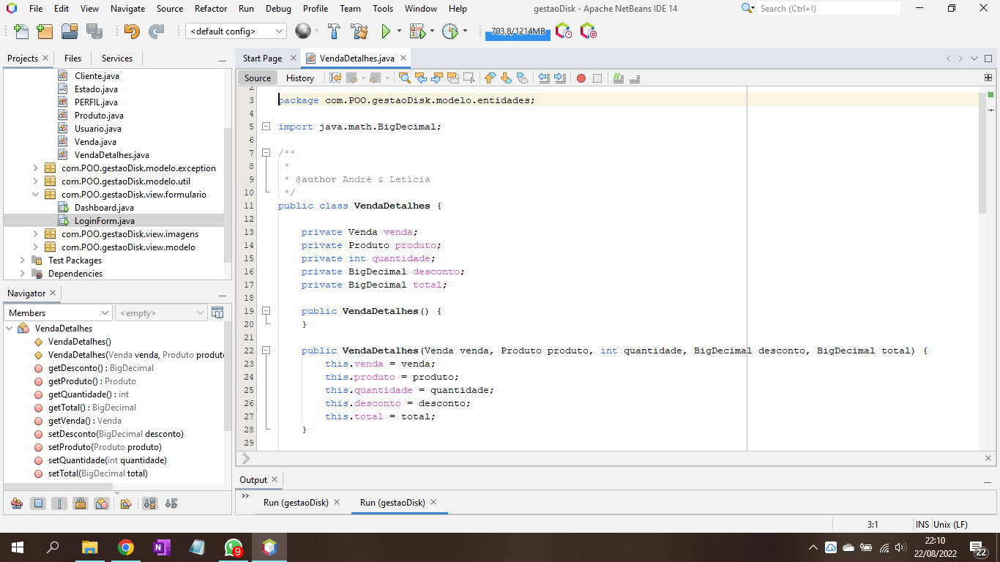 File Edit View Navigate Source Refactor Run Debug Profile Team Tools Window Help
gestaoDisk - Apache NetBeans IDE 14
Search (Ctrl+I)
<default config>
703,8/1214MB
Projects
Files
Services
Cliente.java
Estado.java
PERFIL.java
Produto.java
Usuario.java
Venda.java
VendaDetalhes.java
com.POO.gestaoDisk.modelo.exception
com.POO.gestaoDisk.modelo.util
com.POO.gestaoDisk.view.formulario
Dashboard.java
LoginForm.java
com.POO.gestaoDisk.view.imagens
com.POO.gestaoDisk.view.modelo
Test Packages
Dependencies
Navigator
Members
<empty>
VendaDetalhes
VendaDetalhes()
VendaDetalhes(Venda venda, Produto produto
getDesconto() : BigDecimal
getProduto() : Produto
getQuantidade() : int
getTotal() : BigDecimal
getVenda() : Venda
setDesconto(BigDecimal desconto)
setProduto(Produto produto)
setQuantidade(int quantidade)
setTotal(BigDecimal total)
Start Page
VendaDetalhes.java
Source
History
2
3 package com.POO.gestaoDisk.modelo.entidades;
4
5 import java.math.BigDecimal;
6
7 /**
8 *
9 * @author André & Letícia
10 */
11 public class VendaDetalhes {
12
13 private Venda venda;
14 private Produto produto;
15 private int quantidade;
16 private BigDecimal desconto;
17 private BigDecimal total;
18
19 public VendaDetalhes() {
20 }
21
22 public VendaDetalhes(Venda venda, Produto produto, int quantidade, BigDecimal desconto, BigDecimal total) {
23 this.venda = venda;
24 this.produto = produto;
25 this.quantidade = quantidade;
26 this.desconto = desconto;
27 this.total = total;
28 }
29
Output
Run (gestaoDisk)
Run (gestaoDisk)
3:1
INS
Unix (LF)
9
22:10
22/08/2022
22